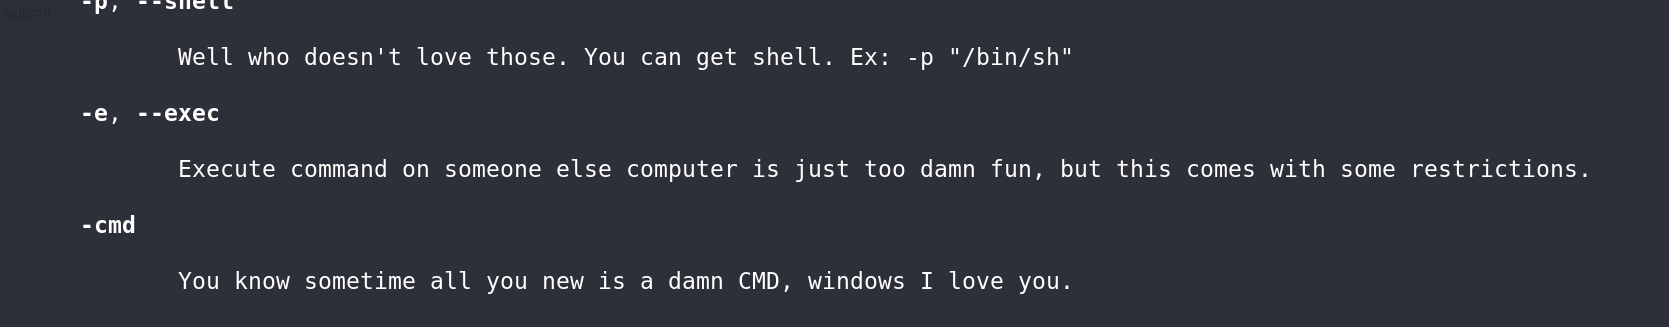 -p, --shell
Submit
Well who doesn't love those. You can get shell. Ex: -p "/bin/sh"
-e, --exec
Execute command on someone else computer is just too damn fun, but this comes with some restrictions.
-cmd
You know sometime all you new is a damn CMD, windows I love you.